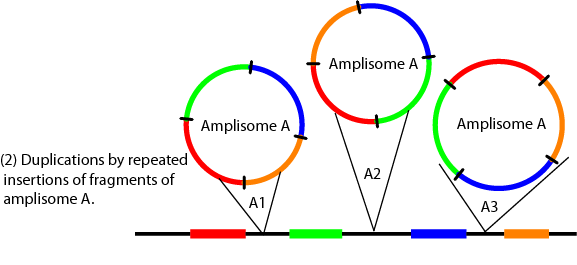 Amplisome A
Amplisome A
Amplisome A
(2) Duplications by repeated
insertions of fragments of
amplisome A.
A1
A2
A3